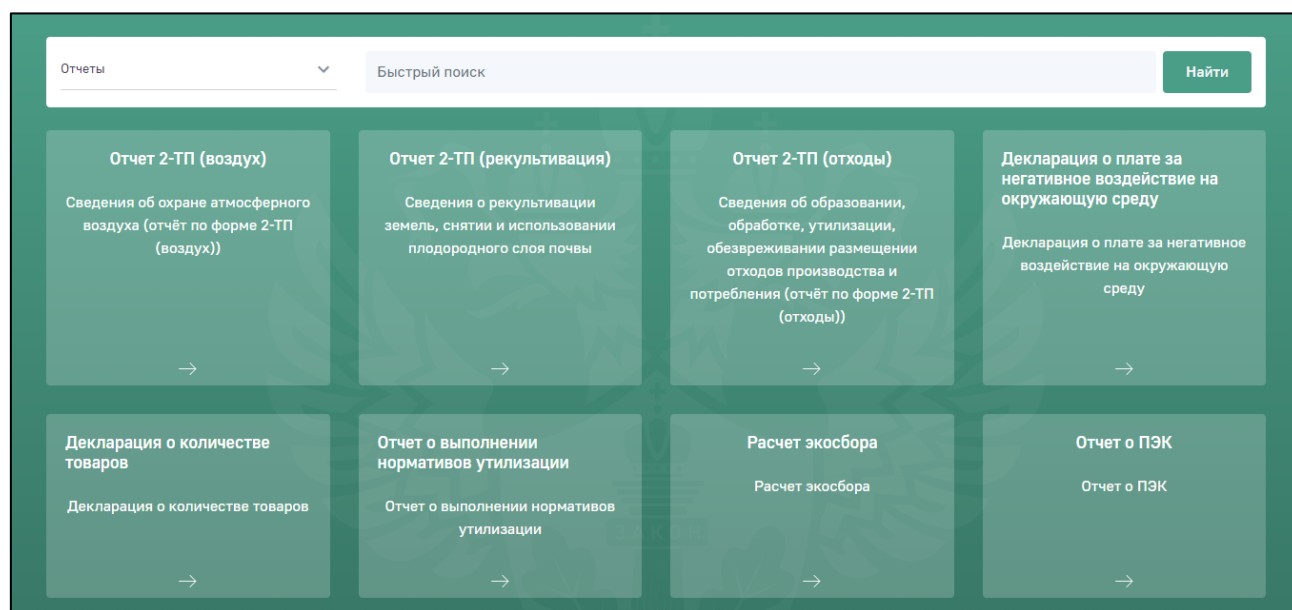 Отчеты
Быстрый поиск
Найти
Отчет 2-ТП (воздух)
Сведения об охране атмосферного
воздуха (отчёт по форме 2-ТП
(воздух))
Отчет 2-ТП (рекультивация)
Сведения о рекультивации
земель, снятии и использовании
плодородного слоя почвы
Отчет 2-ТП (отходы)
Сведения об образовании,
обработке, утилизации,
обезвреживании размещении
отходов производства и
потребления (отчёт по форме 2-ТП
(отходы))
Декларация о плате за
негативное воздействие на
окружающую среду
Декларация о плате за негативное
воздействие на окружающую
среду
Декларация о количестве
товаров
Декларация о количестве товаров
Отчет о выполнении
нормативов утилизации
Отчет о выполнении нормативов
утилизации
Расчет экосбора
Расчет экосбора
ЗАКОН
Отчет о ПЭК
Отчет о ПЭК